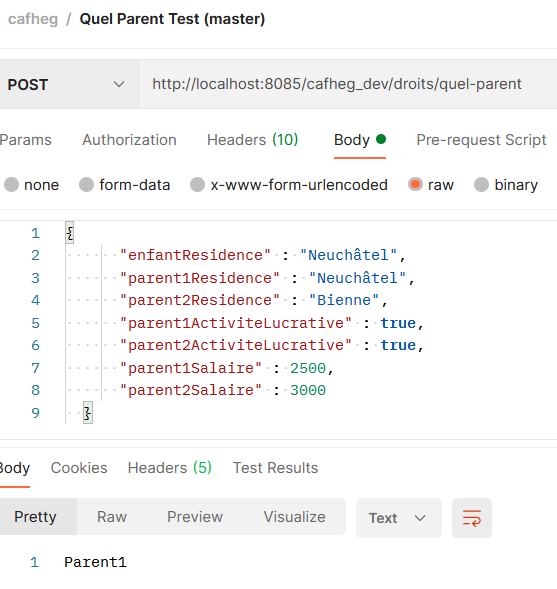 cafheg / Quel Parent Test (master)
POST http://localhost:8085/cafheg_dev/droits/quel-parent
Params Authorization Headers (10) Body Pre-request Script
none form-data x-www-form-urlencoded raw binary
1 {
2 "enfantResidence" : "Neuchâtel",
3 "parent1Residence" : "Neuchâtel",
4 "parent2Residence" : "Bienne",
5 "parent1ActiviteLucrative" : true,
6 "parent2ActiviteLucrative" : true,
7 "parent1Salaire" : 2500,
8 "parent2Salaire" : 3000
9 }
Body Cookies Headers (5) Test Results
Pretty Raw Preview Visualize Text
1 Parent1